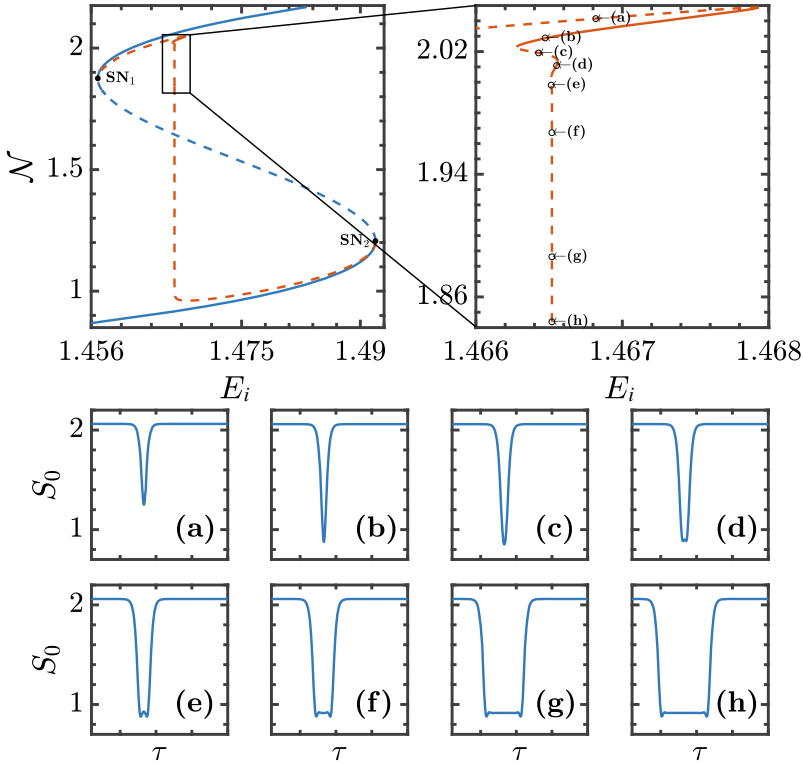 2
1.5
1
𝒩
SN₁
SN₂
1.456
1.475
1.49
Eᵢ
2.02
1.94
1.86
(a)
(b)
(c)
(d)
(e)
(f)
(g)
(h)
1.466
1.467
1.468
Eᵢ
2
1
S₀
(a)
(b)
(c)
(d)
2
1
S₀
(e)
(f)
(g)
(h)
τ
τ
τ
τ